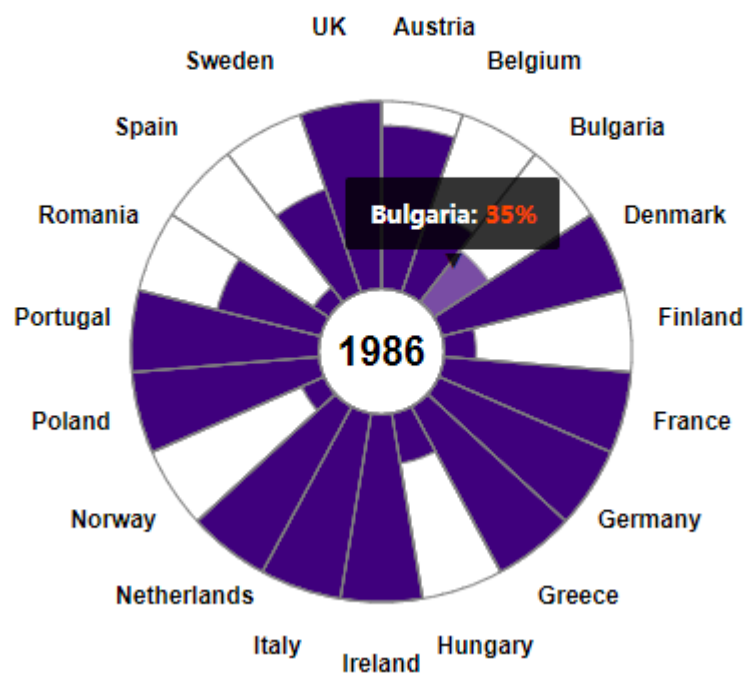 UK
Austria
Sweden
Belgium
Spain
Bulgaria
Bulgaria: 35%
Romania
Denmark
Portugal
Finland
1986
Poland
France
Norway
Germany
Netherlands
Greece
Italy
Hungary
Ireland